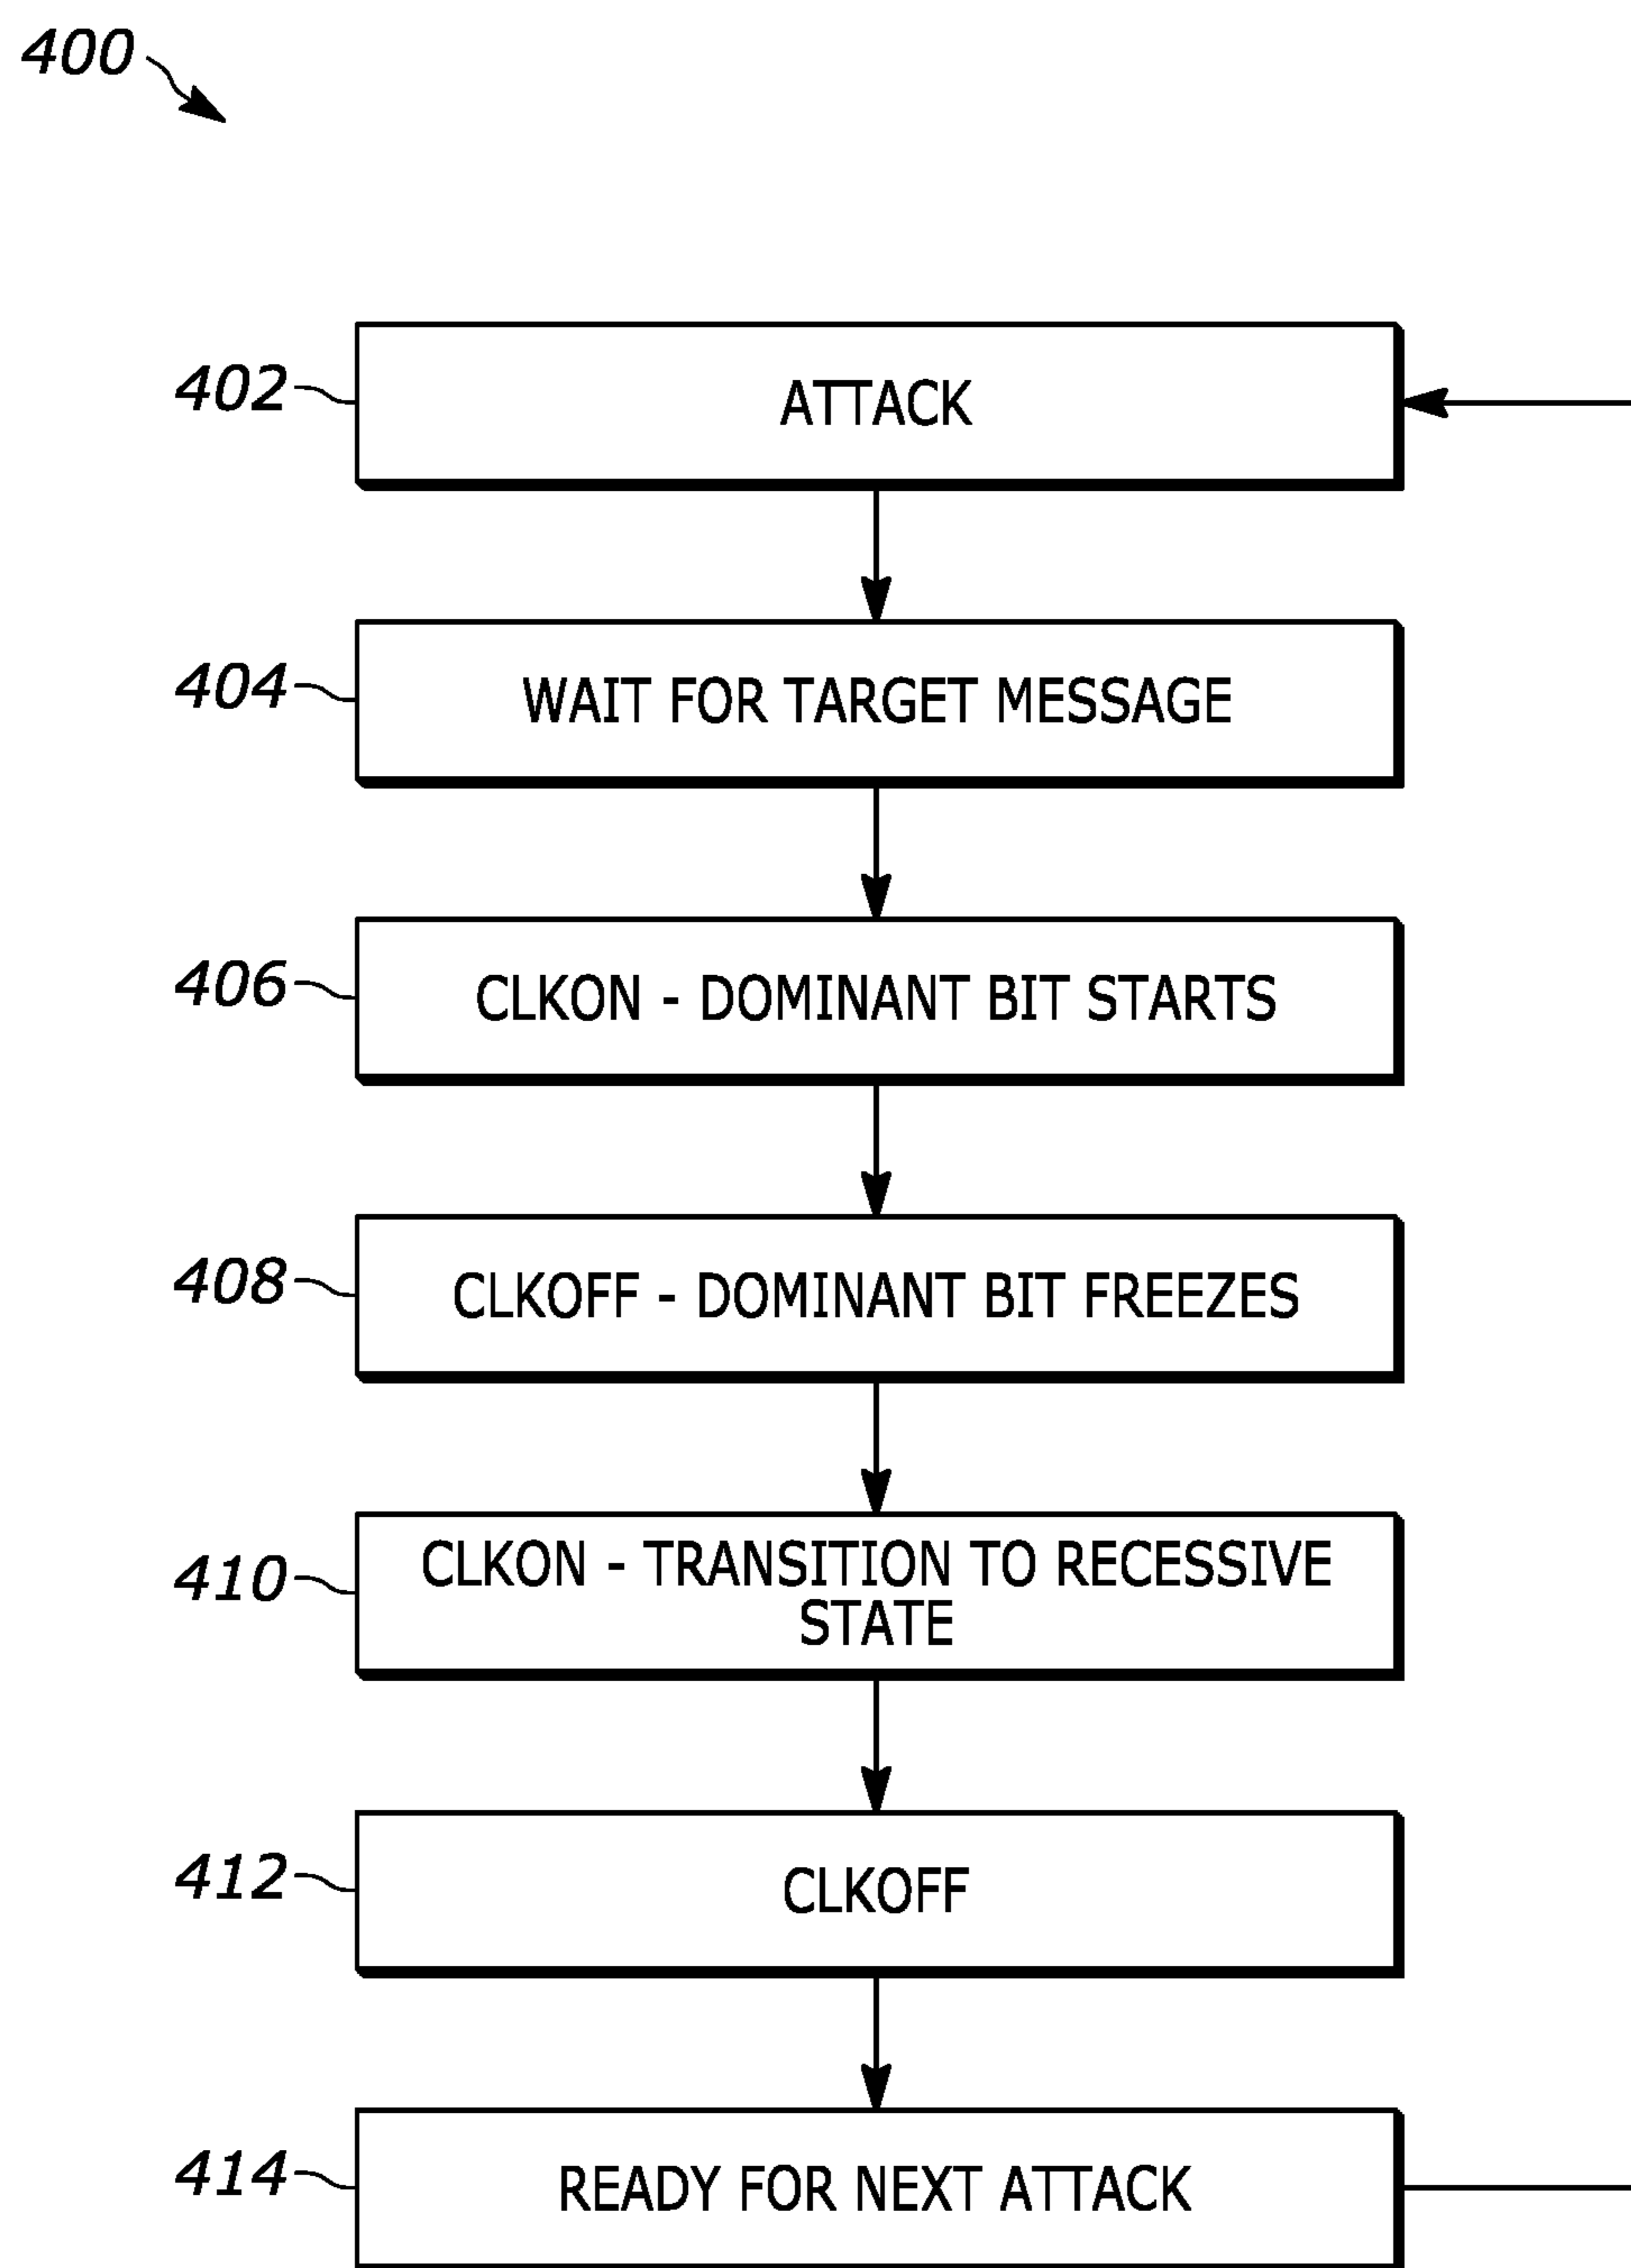 400
402
ATTACK
404
WAIT FOR TARGET MESSAGE
406
CLKON - DOMINANT BIT STARTS
408
CLKOFF - DOMINANT BIT FREEZES
410
CLKON - TRANSITION TO RECESSIVE
STATE
412
CLKOFF
414
READY FOR NEXT ATTACK